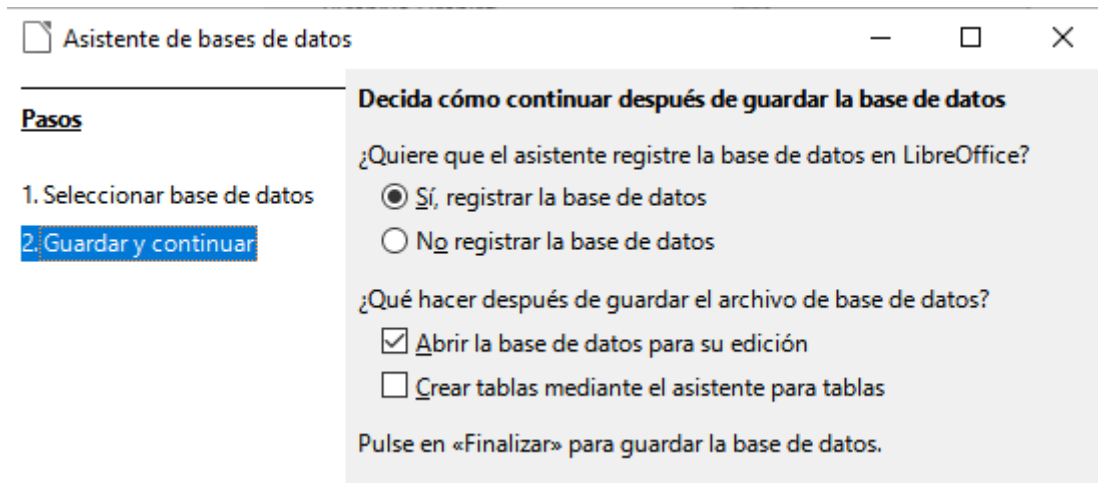 Asistente de bases de datos
Pasos
1. Seleccionar base de datos
2. Guardar y continuar
Decida cómo continuar después de guardar la base de datos
¿Quiere que el asistente registre la base de datos en LibreOffice?
Sí, registrar la base de datos
No registrar la base de datos
¿Qué hacer después de guardar el archivo de base de datos?
Abrir la base de datos para su edición
Crear tablas mediante el asistente para tablas
Pulse en «Finalizar» para guardar la base de datos.